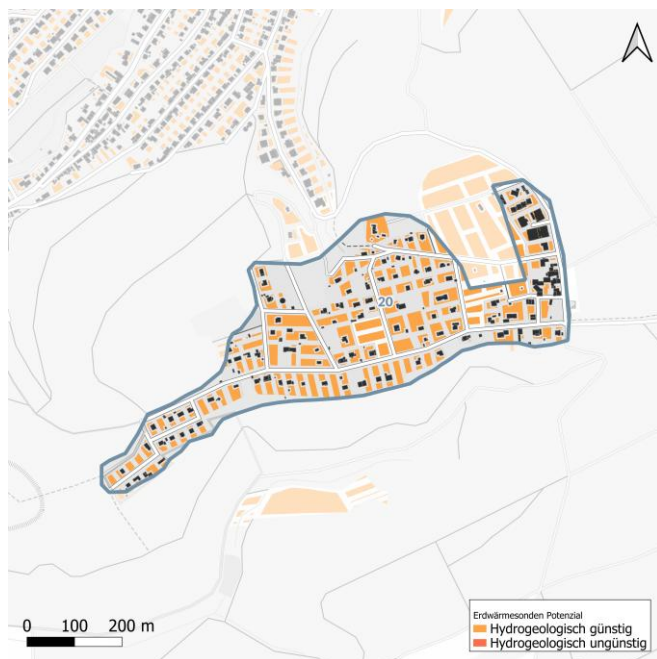 20
0 100 200 m
Erdwärmesonden Potenzial
Hydrogeologisch günstig
Hydrogeologisch ungünstig